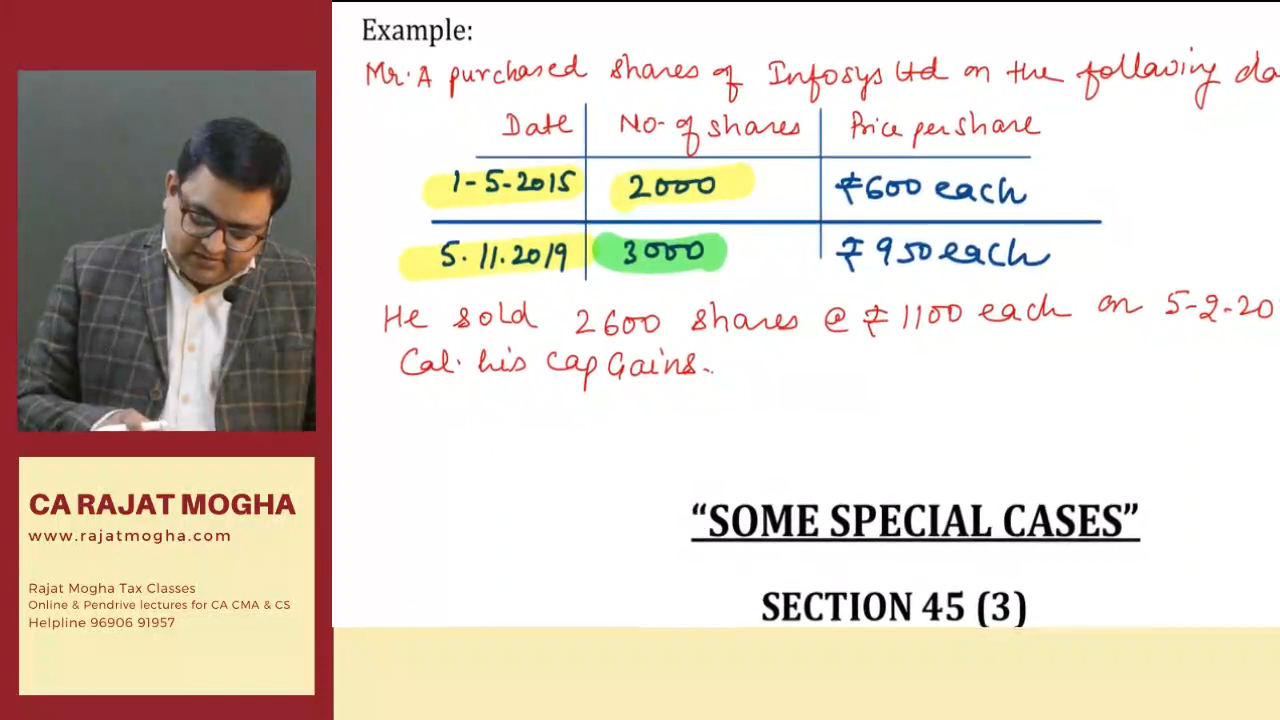 Example:
Mr. A purchased shares of Infosys Ltd on the following
Date No. of shares Price per share
1-5-2015 2000 ₹600 each
5.11.2019 3000 ₹950 each
He sold 2600 shares @ ₹1100 each on 5-2-20
Cal. his cap Gains.
"SOME SPECIAL CASES"
SECTION 45 (3)
CA RAJAT MOGHA
www.rajatmogha.com
Rajat Mogha Tax Classes
Online & Pendrive lectures for CA CMA & CS
Helpline 96906 91957